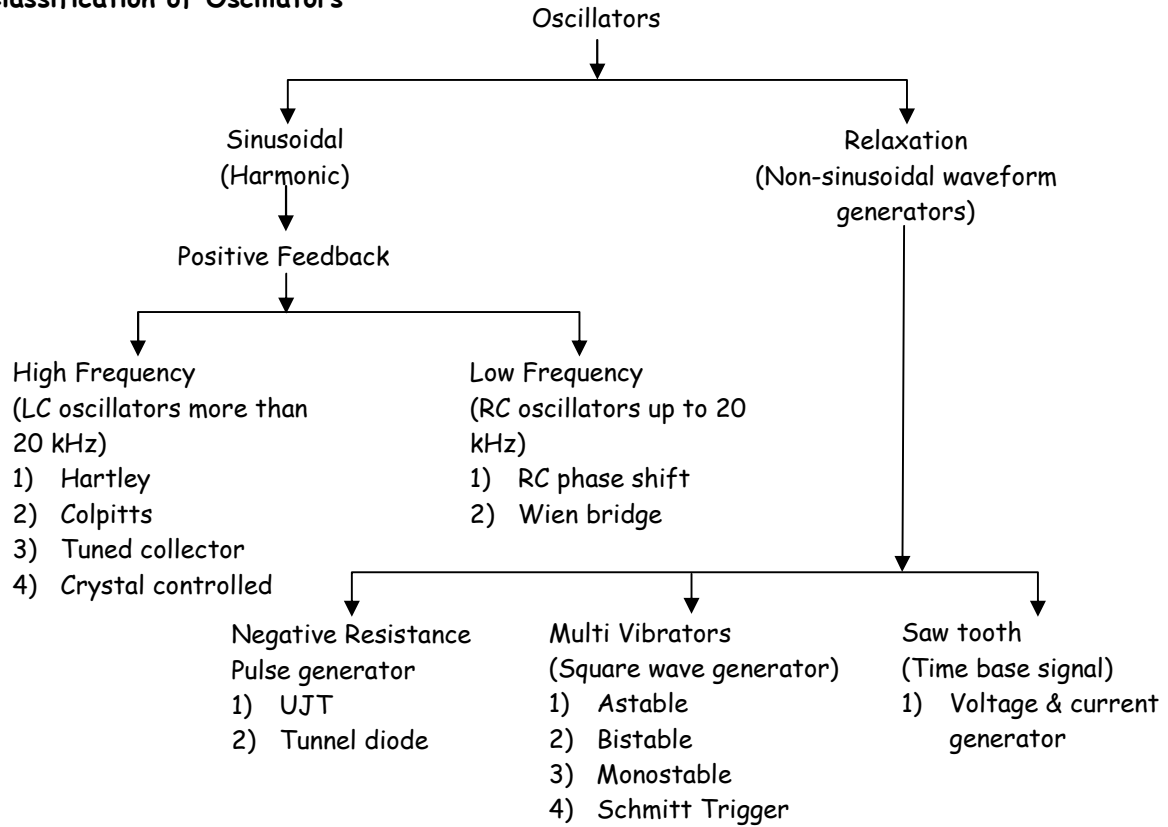 Classification of Oscillators
Oscillators
Sinusoidal
(Harmonic)
Relaxation
(Non-sinusoidal waveform
generators)
Positive Feedback
High Frequency
(LC oscillators more than
20 kHz)
1) Hartley
2) Colpitts
3) Tuned collector
4) Crystal controlled
Low Frequency
(RC oscillators up to 20
kHz)
1) RC phase shift
2) Wien bridge
Negative Resistance
Pulse generator
1) UJT
2) Tunnel diode
Multi Vibrators
(Square wave generator)
1) Astable
2) Bistable
3) Monostable
4) Schmitt Trigger
Saw tooth
(Time base signal)
1) Voltage & current
generator